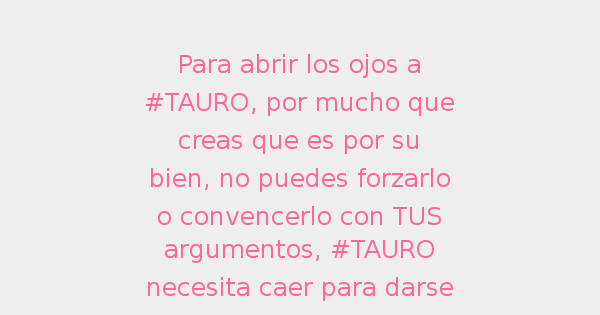 Para abrir los ojos a
#TAURO, por mucho que
creas que es por su
bien, no puedes forzarlo
o convencerlo con TUS
argumentos, #TAURO
necesita caer para darse